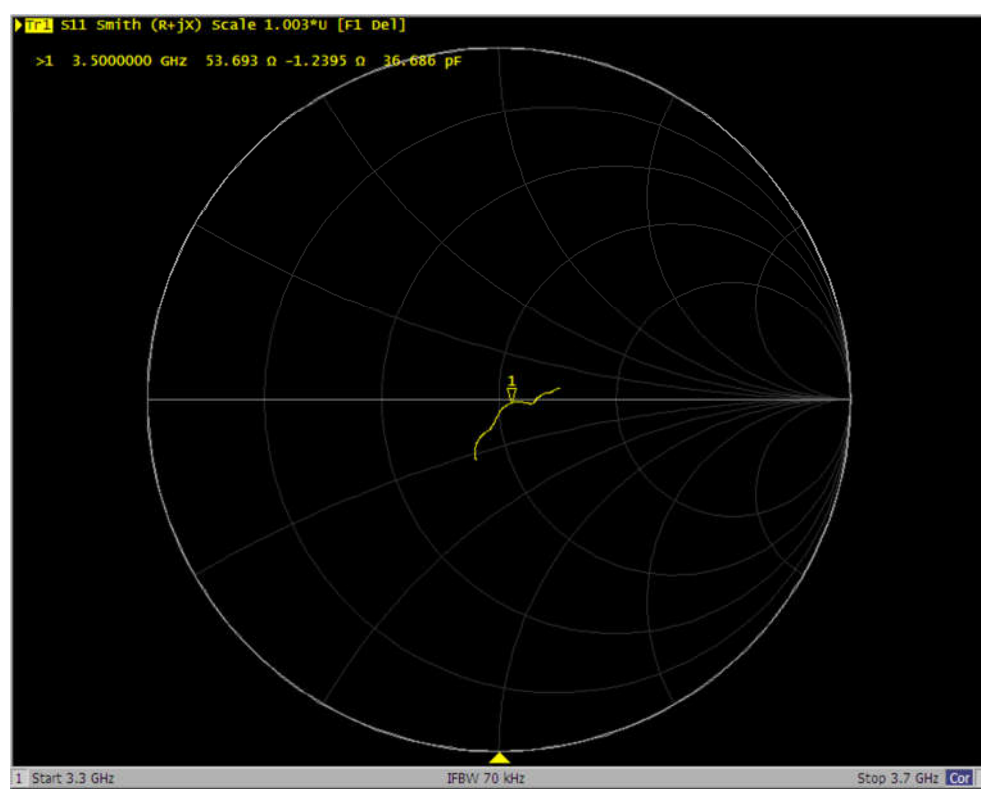 Tr1 S11 Smith (R+jX) Scale 1.003*U [F1 Del]
>1 3.5000000 GHz 53.693 Ω -1.2395 Ω 36.686 pF
1
1 Start 3.3 GHz IFBW 70 kHz Stop 3.7 GHz Cor